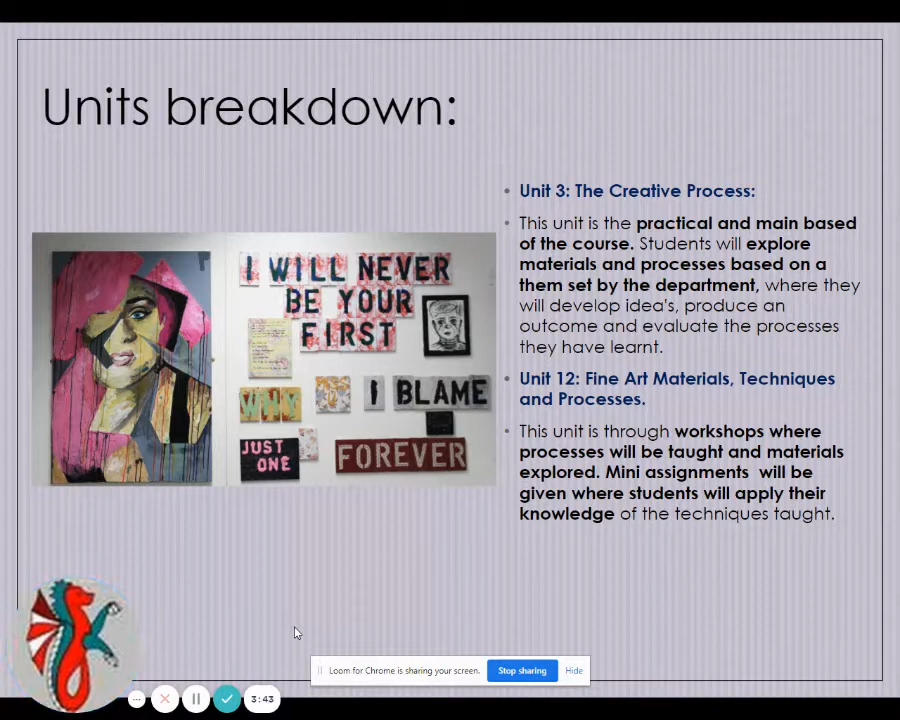 Units breakdown:
Unit 3: The Creative Process:
This unit is the practical and main based
of the course. Students will explore
materials and processes based on a
them set by the department, where they
will develop idea's, produce an
outcome and evaluate the processes
they have learnt.
Unit 12: Fine Art Materials, Techniques
and Processes.
This unit is through workshops where
processes will be taught and materials
explored. Mini assignments will be
given where students will apply their
knowledge of the techniques taught.
I WILL NEVER
BE YOUR
FIRST
WHY
I BLAME
JUST
ONE
FOREVER
Loom for Chrome is sharing your screen.
Stop sharing
Hide
3:43